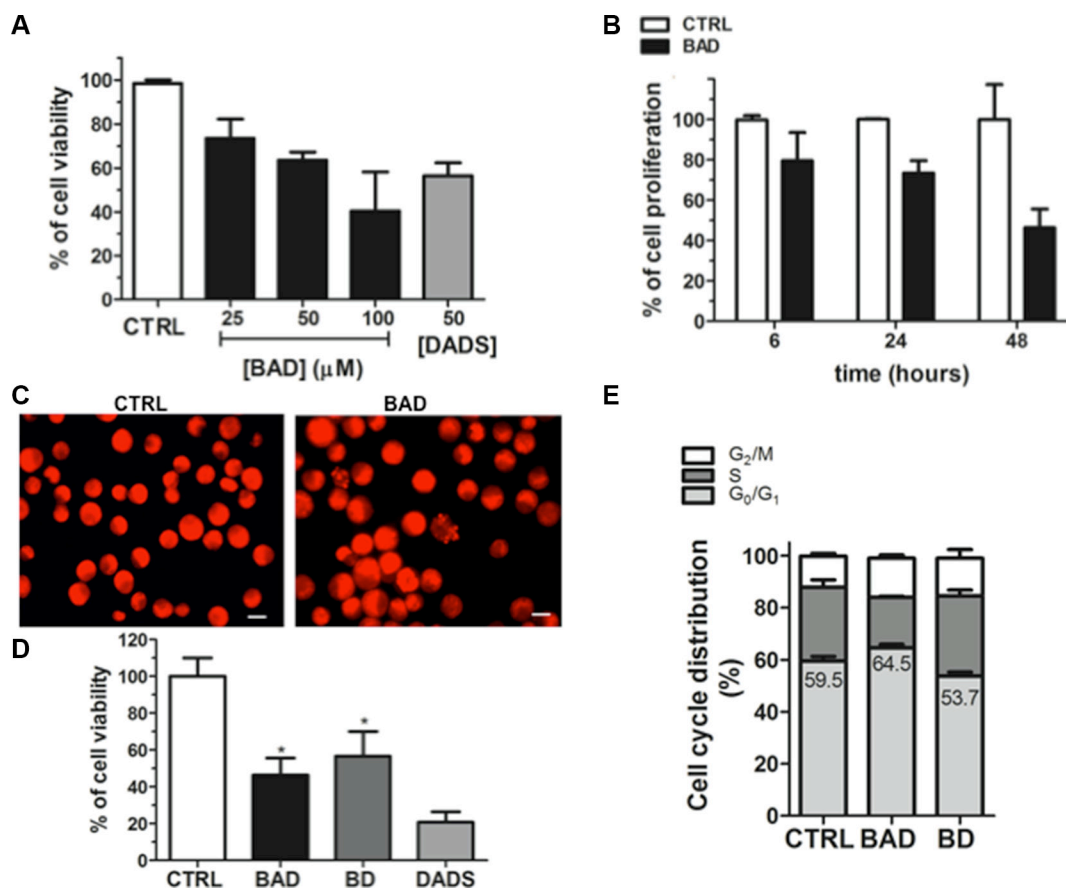 A
% of cell viability
100
80
60
40
20
0
CTRL
25
50
100
50
[DADS]
[BAD] (μM)
B
CTRL
BAD
% of cell proliferation
100
80
60
40
20
0
6
24
48
time (hours)
C
CTRL
BAD
D
% of cell viability
120
100
80
60
40
20
0
*
*
CTRL
BAD
BD
DADS
E
G₂/M
S
G₀/G₁
Cell cycle distribution
(%)
100
80
60
40
20
0
59.5
64.5
53.7
CTRL
BAD
BD